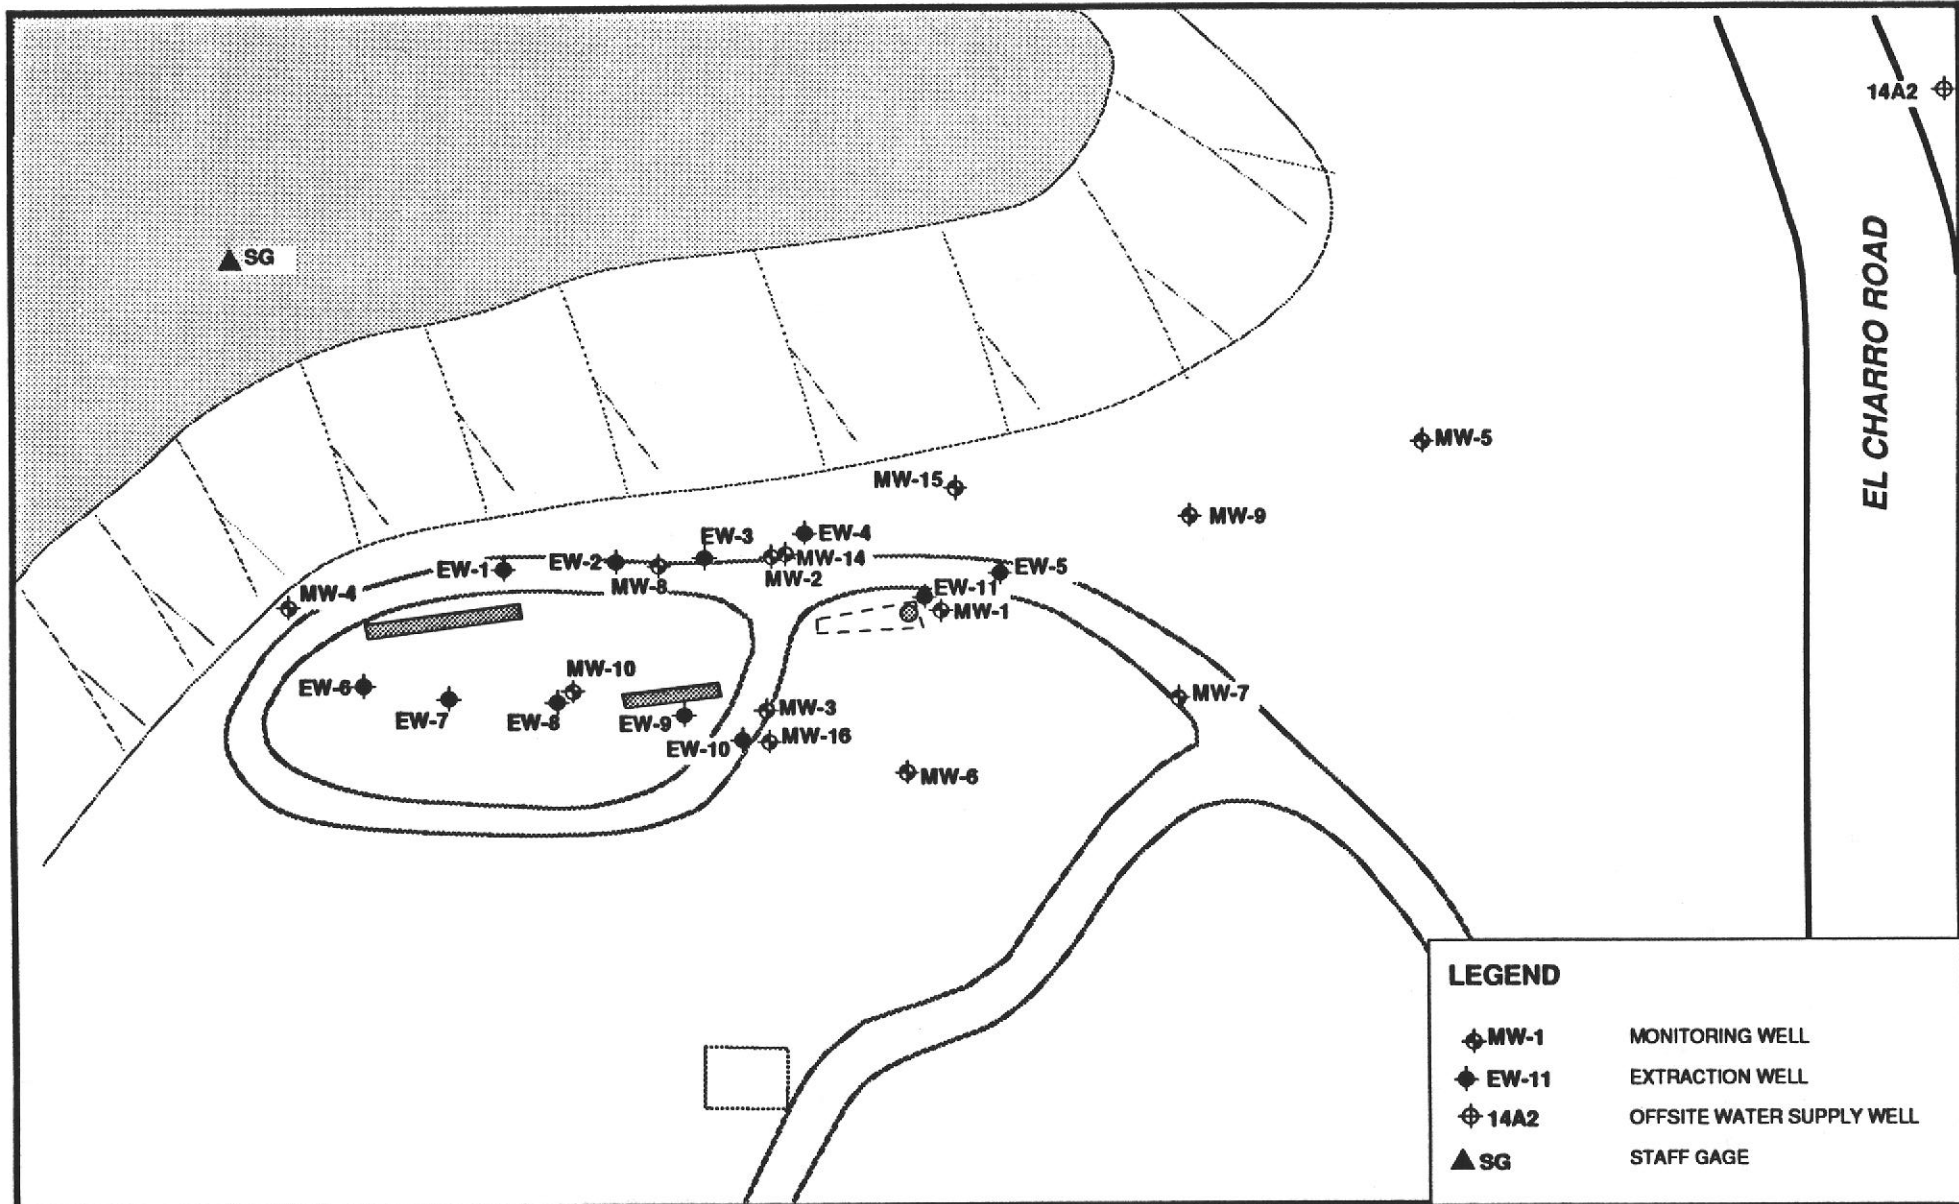 14A2
SG
EL CHARRO ROAD
MW-5
MW-15
MW-9
EW-3
EW-4
EW-2
MW-14
EW-1
EW-5
MW-8
MW-2
EW-11
MW-4
MW-1
MW-10
EW-6
MW-7
EW-7
EW-8
EW-9
MW-3
EW-10
MW-16
MW-6
LEGEND
MW-1 MONITORING WELL
EW-11 EXTRACTION WELL
14A2 OFFSITE WATER SUPPLY WELL
SG STAFF GAGE